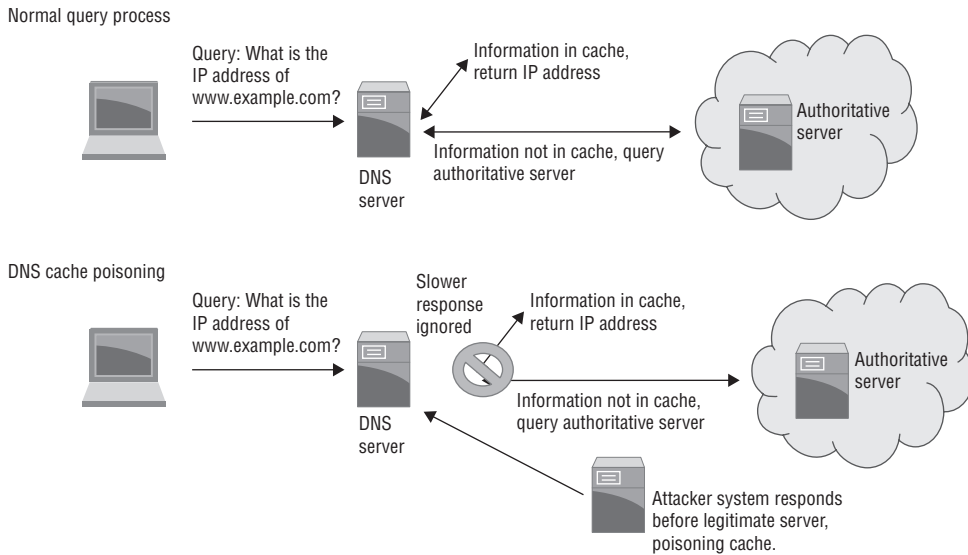 Normal query process
Query: What is the
IP address of
www.example.com?
DNS
server
Information in cache,
return IP address
Information not in cache, query
authoritative server
Authoritative
server
DNS cache poisoning
Query: What is the
IP address of
www.example.com?
DNS
server
Slower
response
ignored
Information in cache,
return IP address
Information not in cache,
query authoritative server
Authoritative
server
Attacker system responds
before legitimate server,
poisoning cache.